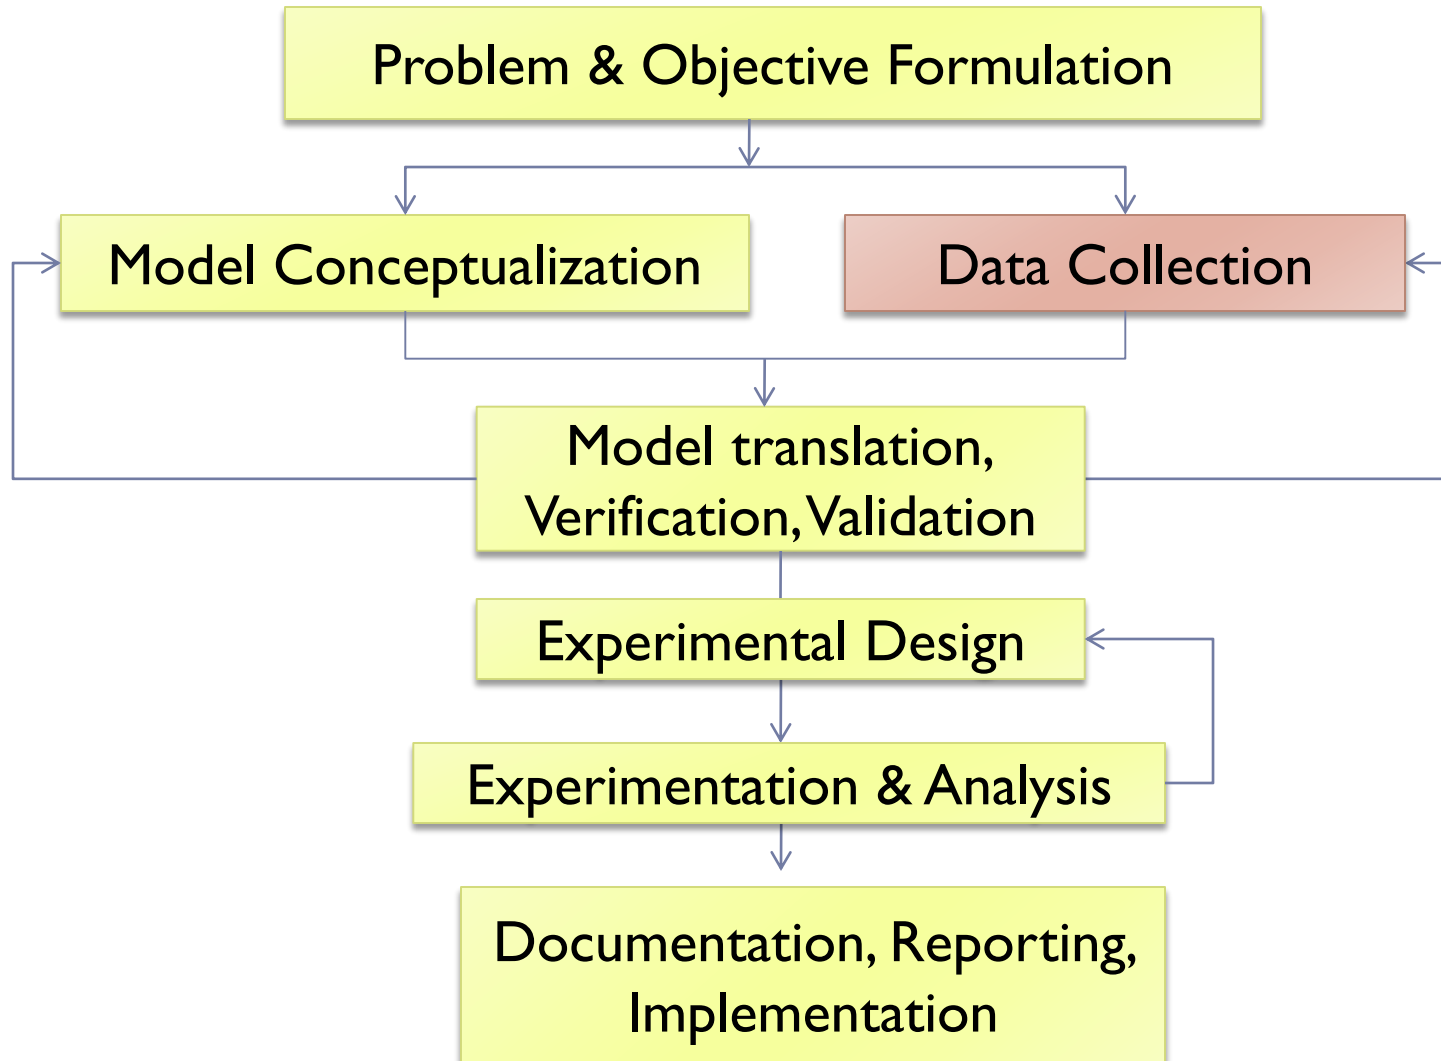 Problem & Objective Formulation
Model Conceptualization
Data Collection
Model translation,
Verification, Validation
Experimental Design
Experimentation & Analysis
Documentation, Reporting,
Implementation